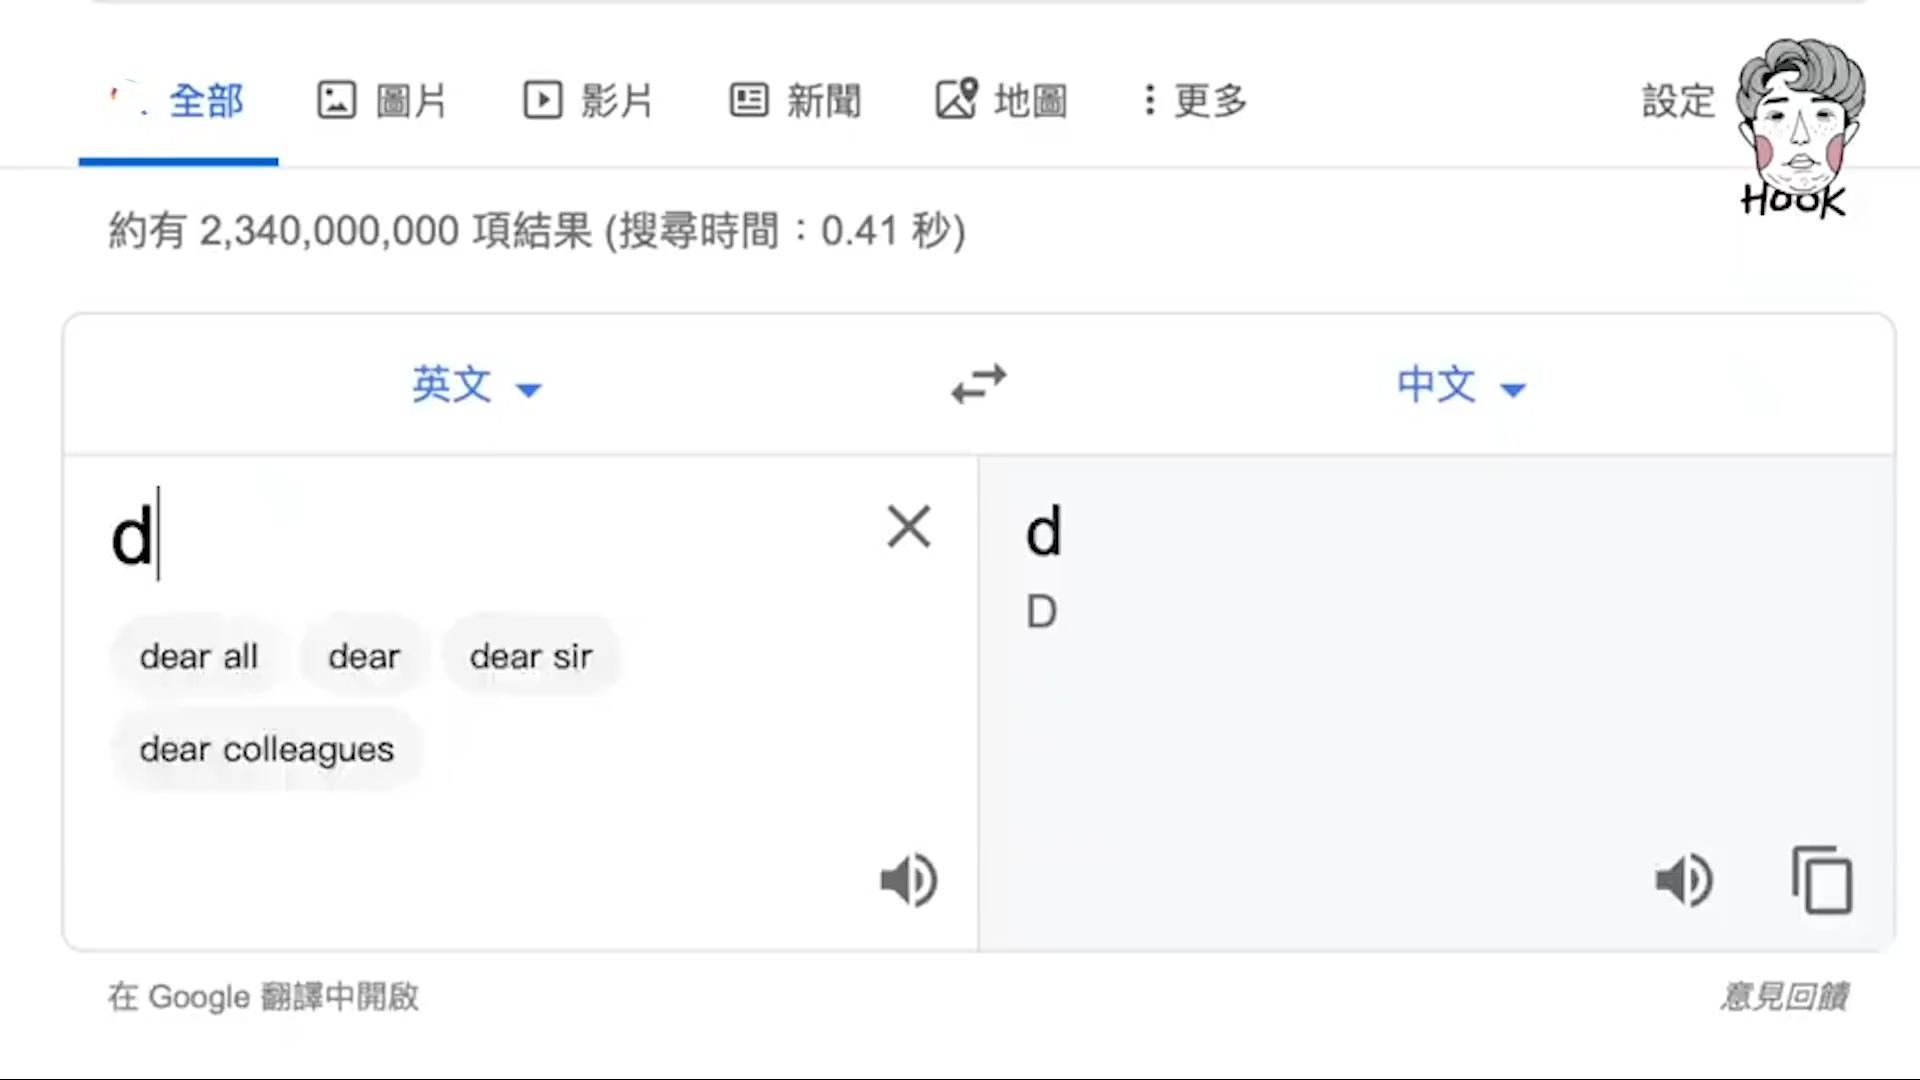 全部 圖片 影片 新聞 地圖 更多 設定
HOOK
約有 2,340,000,000 項結果 (搜尋時間：0.41 秒)
英文 中文
d
dear all dear dear sir
dear colleagues
d
D
在 Google 翻譯中開啟
意見回饋